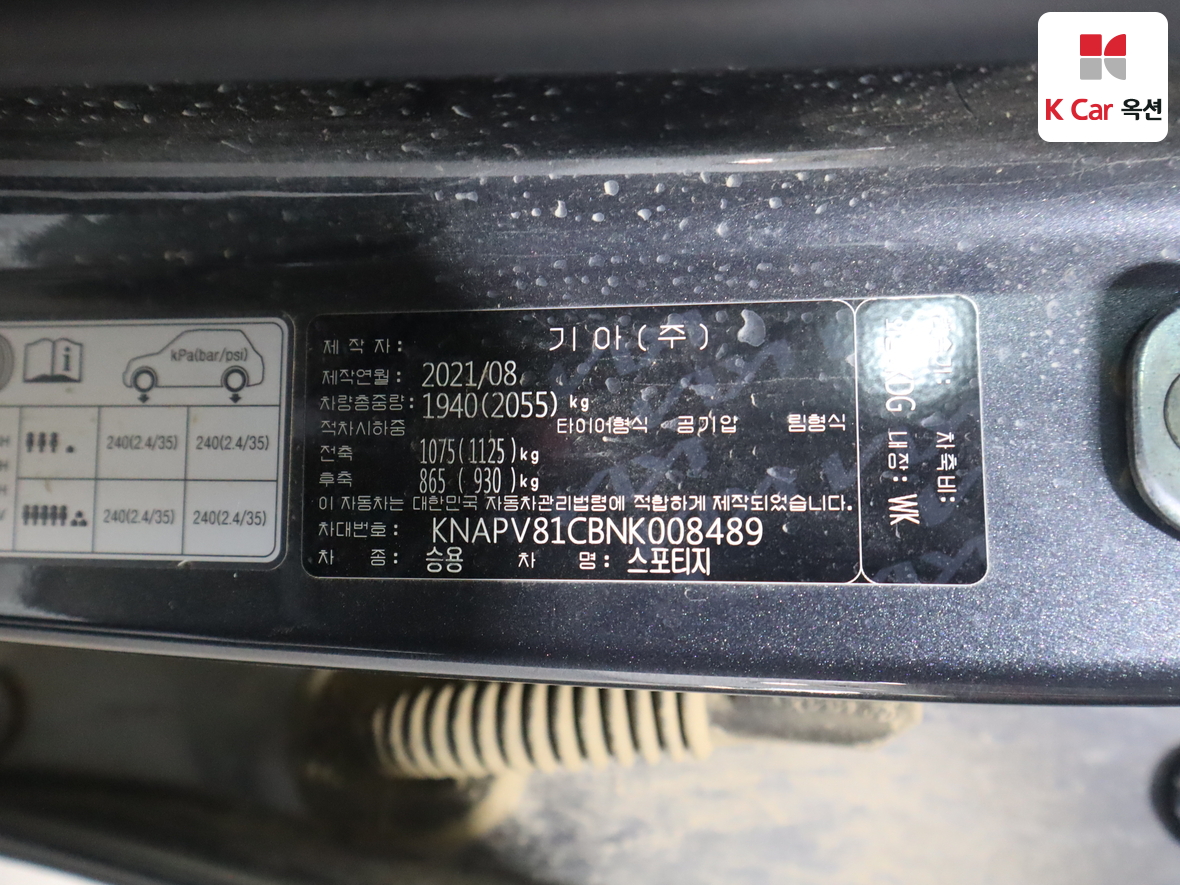 K Car 옥션
kPa(bar/psi)
240(2.4/35) 240(2.4/35)
240(2.4/35) 240(2.4/35)
제 작 자 : 기아(주)
제작연월 : 2021/08
차량총중량 : 1940(2055) kg
적차시하중 타이어형식 공기압 림형식
전축 1075(1125)kg
후축 865 ( 930 )kg
이 자동차는 대한민국 자동차관리법령에 적합하게 제작되었습니다.
차대번호 : KNAPV81CBNK008489
차 종 : 승용 차 명 : 스포티지
내장 : WK
차축비: